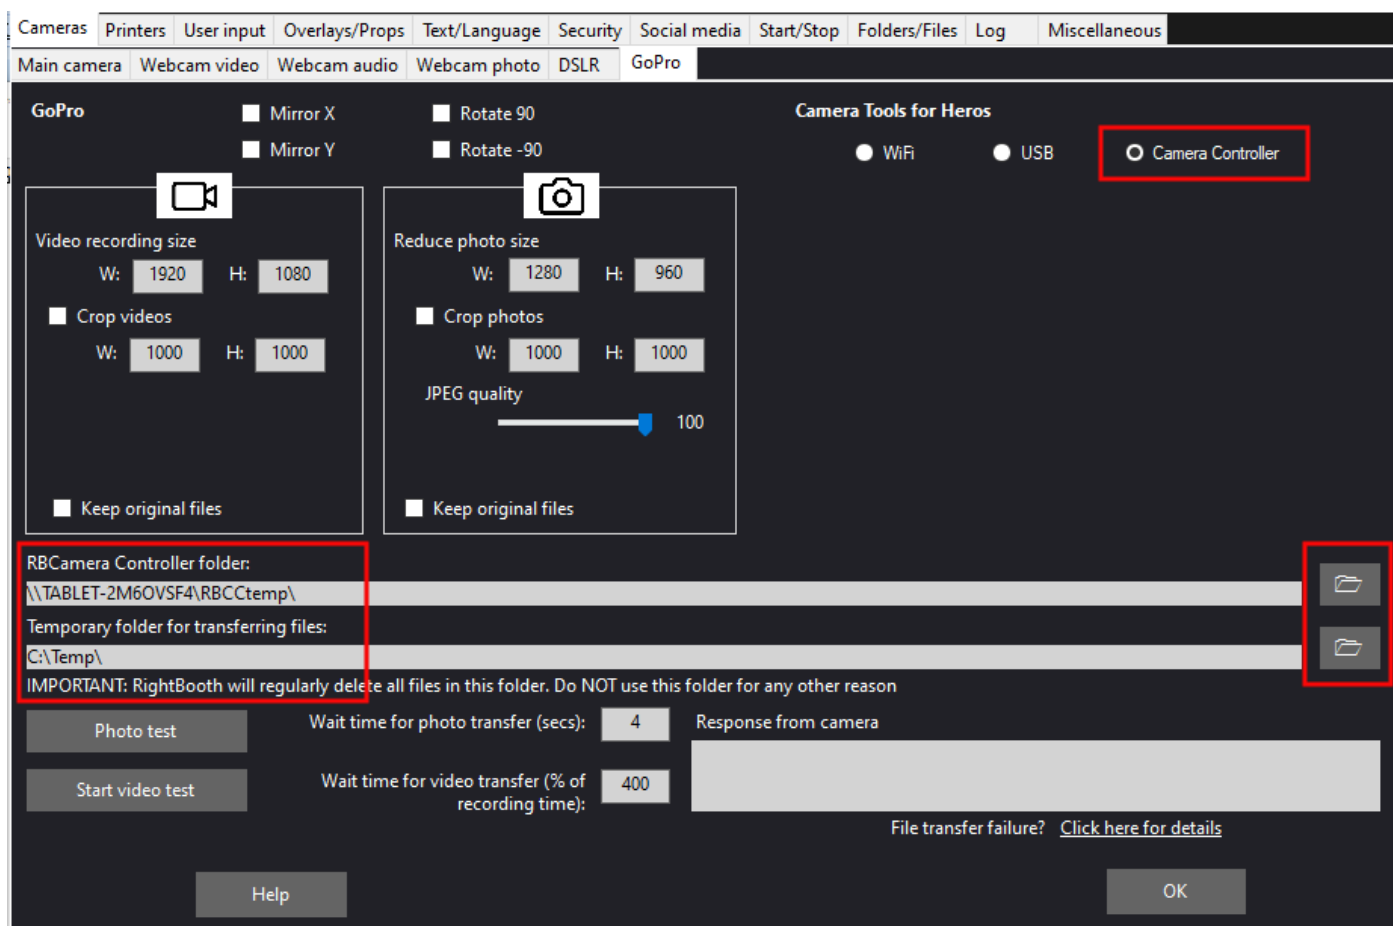 Cameras Printers User input Overlays/Props Text/Language Security Social media Start/Stop Folders/Files Log Miscellaneous
Main camera Webcam video Webcam audio Webcam photo DSLR GoPro
GoPro Mirror X Rotate 90 Camera Tools for Heros
Mirror Y Rotate -90 WiFi USB Camera Controller
Video recording size Reduce photo size
W: 1920 H: 1080 W: 1280 H: 960
Crop videos Crop photos
W: 1000 H: 1000 W: 1000 H: 1000
JPEG quality
100
Keep original files Keep original files
RBCamera Controller folder:
\\TABLET-2M6OVSF4\RBCCtemp\
Temporary folder for transferring files:
C:\Temp\
IMPORTANT: RightBooth will regularly delete all files in this folder. Do NOT use this folder for any other reason
Photo test Wait time for photo transfer (secs): 4 Response from camera
Start video test Wait time for video transfer (% of recording time): 400
File transfer failure? Click here for details
Help OK